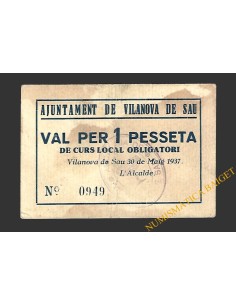 AJUNTAMENT DE VILANOVA DE SAU
VAL PER 1 PESSETA
DE CURS LOCAL OBLIGATORI
Vilanova de Sau 30 de Maig 1937.
L'Alcalde,
Nº 0949
NUMISMATICA BAIGET